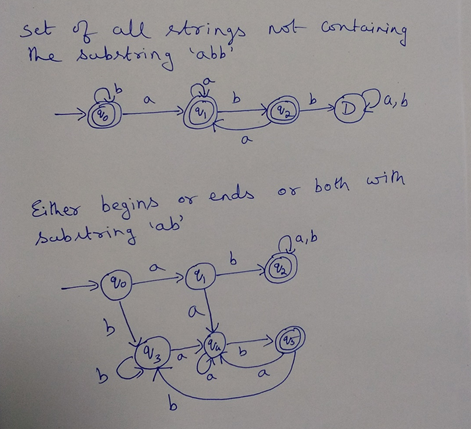 set of all strings not containing
the substring 'abb'
b a
a b b a,b
q0 q1 q2 D
a
Either begins or ends or both with
substring 'ab'
a,b
q0 a q1 b q2
b a
q3 a q4 b q5
b a a
b